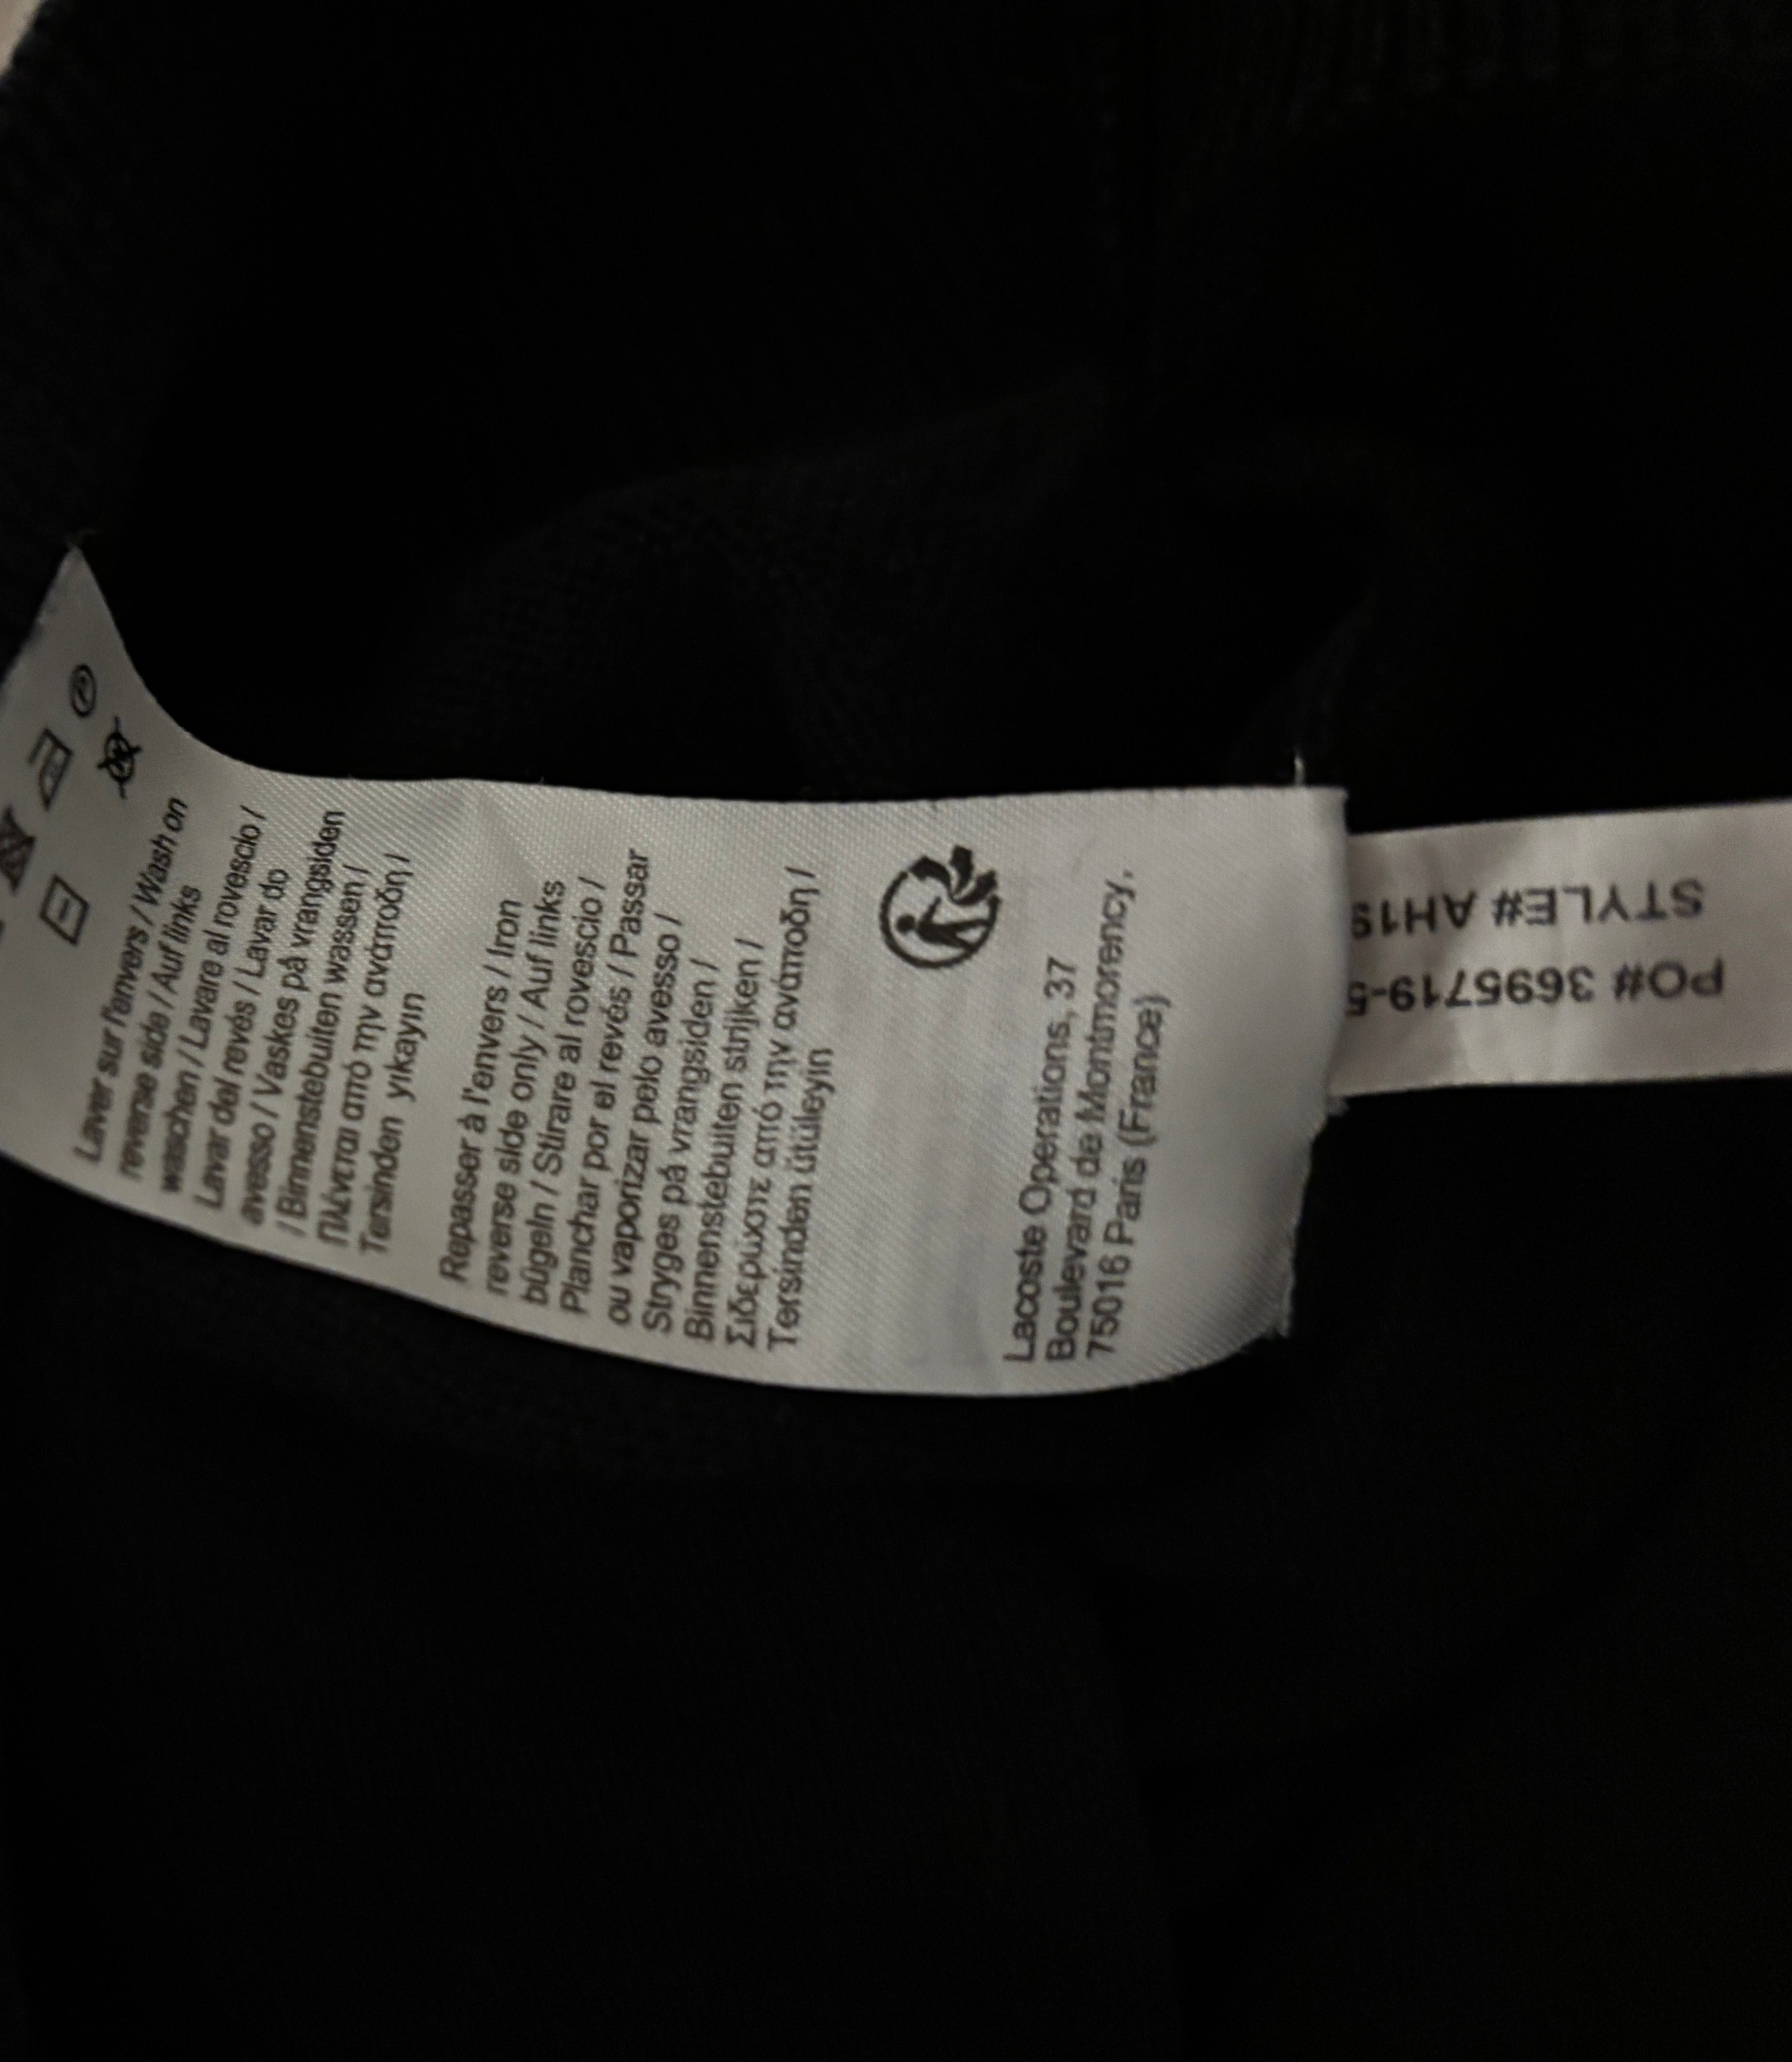 Laver sur l'envers / Wash on
reverse side / Auf links
waschen / Lavare al rovescio /
Lavar del revés / Lavar do
avesso / Vaskes på vrangsiden
/ Binnenstebuiten wassen /
Πλένεται από την ανάποδη /
Tersinden yıkayın
Repasser à l'envers / Iron
reverse side only / Auf links
bügeln / Stirare al rovescio /
Planchar por el revés / Passar
ou vaporizar pelo avesso /
Stryges på vrangsiden /
Binnenstebuiten strijken /
Σιδερώστε από την ανάποδη /
Tersinden ütüleyin
Lacoste Operations, 37
Boulevard de Montmorency,
75016 Paris (France)
PO# 3695719-5
STYLE# AH19